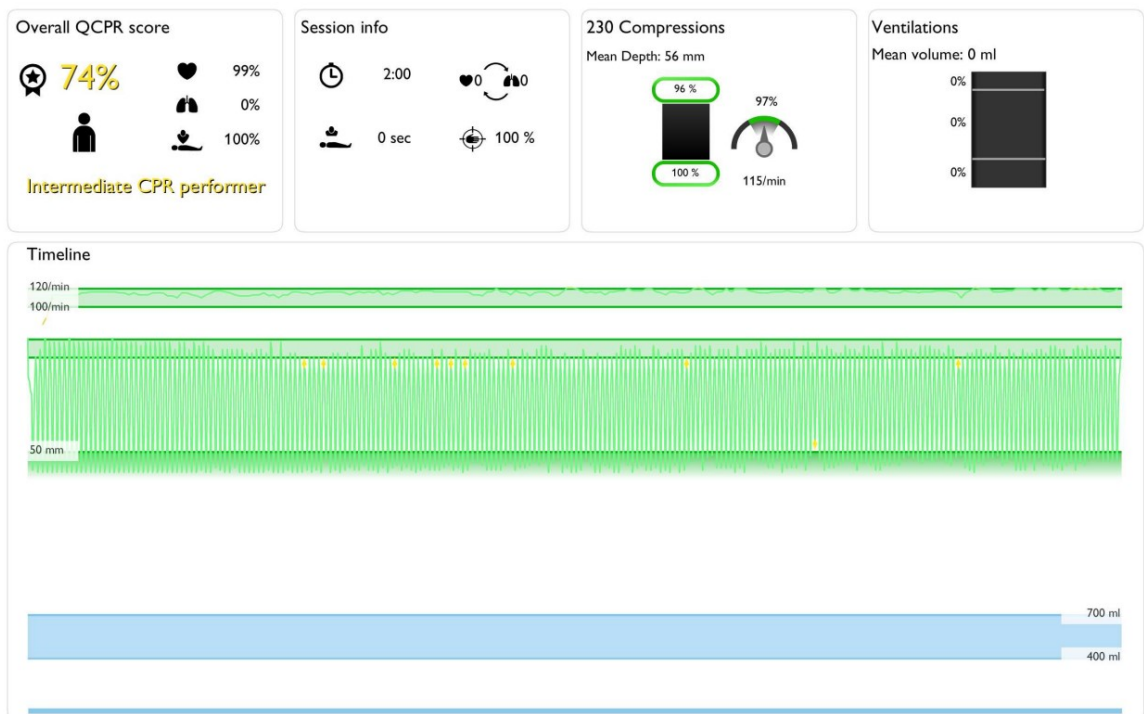 Overall QCPR score
74%
99%
0%
100%
Intermediate CPR performer
Session info
2:00
0
0
0 sec
100 %
230 Compressions
Mean Depth: 56 mm
96 %
97%
100 %
115/min
Ventilations
Mean volume: 0 ml
0%
0%
0%
Timeline
120/min
100/min
50 mm
700 ml
400 ml